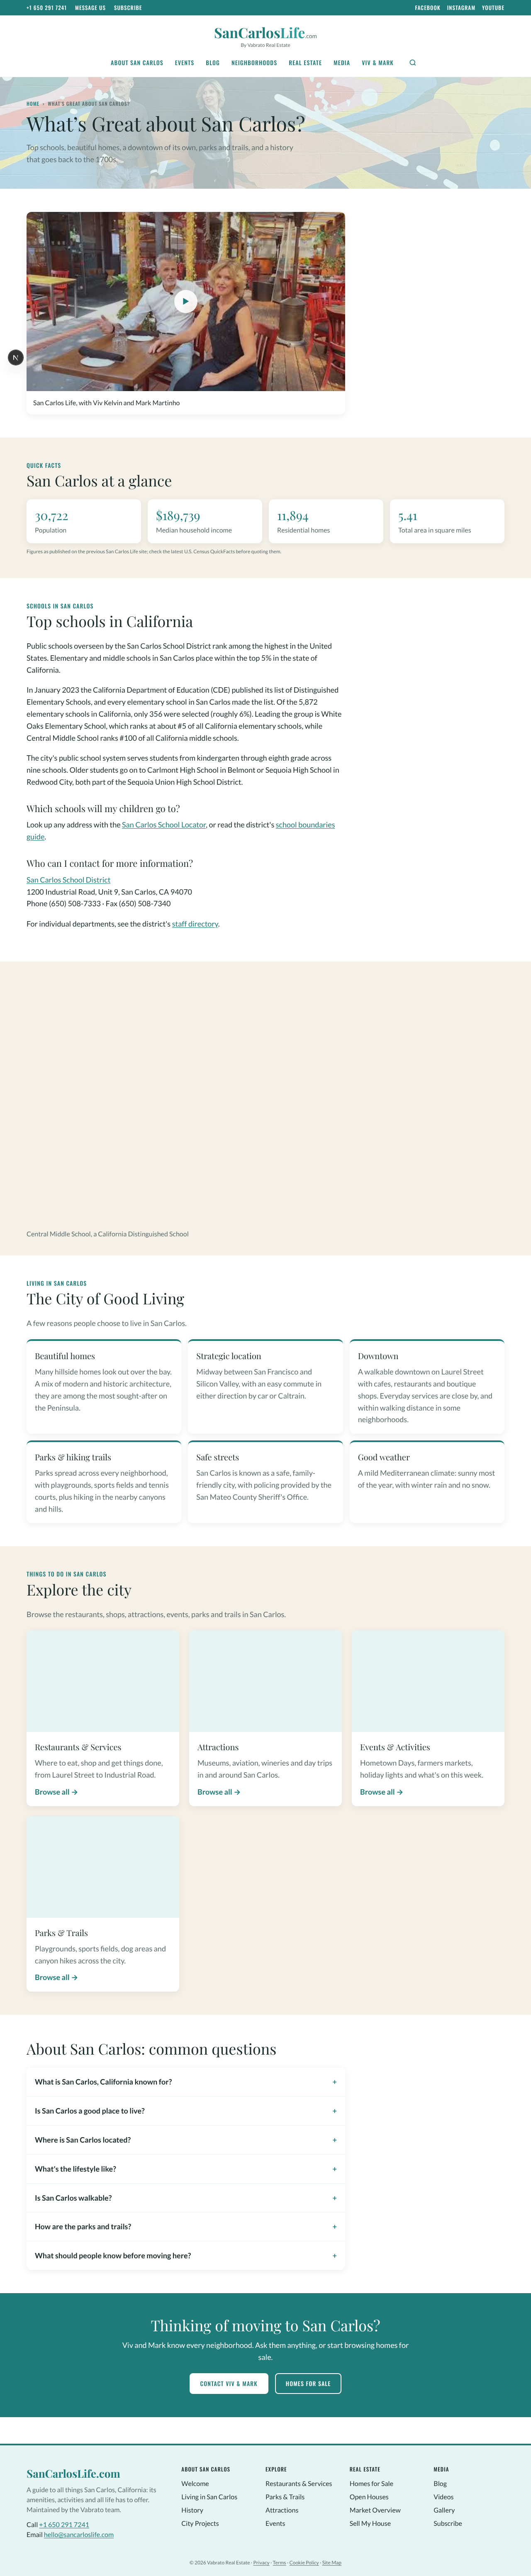 +1 650 291 7241 MESSAGE US SUBSCRIBE FACEBOOK INSTAGRAM YOUTUBE
SanCarlosLife.com
By Vabrato Real Estate
ABOUT SAN CARLOS EVENTS BLOG NEIGHBORHOODS REAL ESTATE MEDIA VIV & MARK
HOME › WHAT'S GREAT ABOUT SAN CARLOS?
What's Great about San Carlos?
Top schools, beautiful homes, a downtown of its own, parks and trails, and a history
that goes back to the 1700s.
N
San Carlos Life, with Viv Kelvin and Mark Martinho
QUICK FACTS
San Carlos at a glance
30,722 $189,739 11,894 5.41
Population Median household income Residential homes Total area in square miles
Figures as published on the previous San Carlos Life site; check the latest U.S. Census QuickFacts before quoting them.
SCHOOLS IN SAN CARLOS
Top schools in California
Public schools overseen by the San Carlos School District rank among the highest in the United
States. Elementary and middle schools in San Carlos place within the top 5% in the state of
California.
In January 2023 the California Department of Education (CDE) published its list of Distinguished
Elementary Schools, and every elementary school in San Carlos made the list. Of the 5,872
elementary schools in California, only 356 were selected (roughly 6%). Leading the group is White
Oaks Elementary School, which ranks at about #5 of all California elementary schools, while
Central Middle School ranks #100 of all California middle schools.
The city's public school system serves students from kindergarten through eighth grade across
nine schools. Older students go on to Carlmont High School in Belmont or Sequoia High School in
Redwood City, both part of the Sequoia Union High School District.
Which schools will my children go to?
Look up any address with the San Carlos School Locator, or read the district's school boundaries
guide.
Who can I contact for more information?
San Carlos School District
1200 Industrial Road, Unit 9, San Carlos, CA 94070
Phone (650) 508-7333 · Fax (650) 508-7340
For individual departments, see the district's staff directory.
Central Middle School, a California Distinguished School
LIVING IN SAN CARLOS
The City of Good Living
A few reasons people choose to live in San Carlos.
Beautiful homes
Many hillside homes look out over the bay.
A mix of modern and historic architecture,
they are among the most sought-after on
the Peninsula.
Strategic location
Midway between San Francisco and
Silicon Valley, with an easy commute in
either direction by car or Caltrain.
Downtown
A walkable downtown on Laurel Street
with cafes, restaurants and boutique
shops. Everyday services are close by, and
within walking distance in some
neighborhoods.
Parks & hiking trails
Parks spread across every neighborhood,
with playgrounds, sports fields and tennis
courts, plus hiking in the nearby canyons
and hills.
Safe streets
San Carlos is known as a safe, family-
friendly city, with policing provided by the
San Mateo County Sheriff's Office.
Good weather
A mild Mediterranean climate: sunny most
of the year, with winter rain and no snow.
THINGS TO DO IN SAN CARLOS
Explore the city
Browse the restaurants, shops, attractions, events, parks and trails in San Carlos.
Restaurants & Services
Where to eat, shop and get things done,
from Laurel Street to Industrial Road.
Browse all →
Attractions
Museums, aviation, wineries and day trips
in and around San Carlos.
Browse all →
Events & Activities
Hometown Days, farmers markets,
holiday lights and what's on this week.
Browse all →
Parks & Trails
Playgrounds, sports fields, dog areas and
canyon hikes across the city.
Browse all →
About San Carlos: common questions
What is San Carlos, California known for? +
Is San Carlos a good place to live? +
Where is San Carlos located? +
What's the lifestyle like? +
Is San Carlos walkable? +
How are the parks and trails? +
What should people know before moving here? +
Thinking of moving to San Carlos?
Viv and Mark know every neighborhood. Ask them anything, or start browsing homes for
sale.
CONTACT VIV & MARK HOMES FOR SALE
SanCarlosLife.com
A guide to all things San Carlos, California: its
amenities, activities and all life has to offer.
Maintained by the Vabrato team.
Call +1 650 291 7241
Email hello@sancarloslife.com
ABOUT SAN CARLOS
Welcome
Living in San Carlos
History
City Projects
EXPLORE
Restaurants & Services
Parks & Trails
Attractions
Events
REAL ESTATE
Homes for Sale
Open Houses
Market Overview
Sell My House
MEDIA
Blog
Videos
Gallery
Subscribe
© 2026 Vabrato Real Estate · Privacy · Terms · Cookie Policy · Site Map